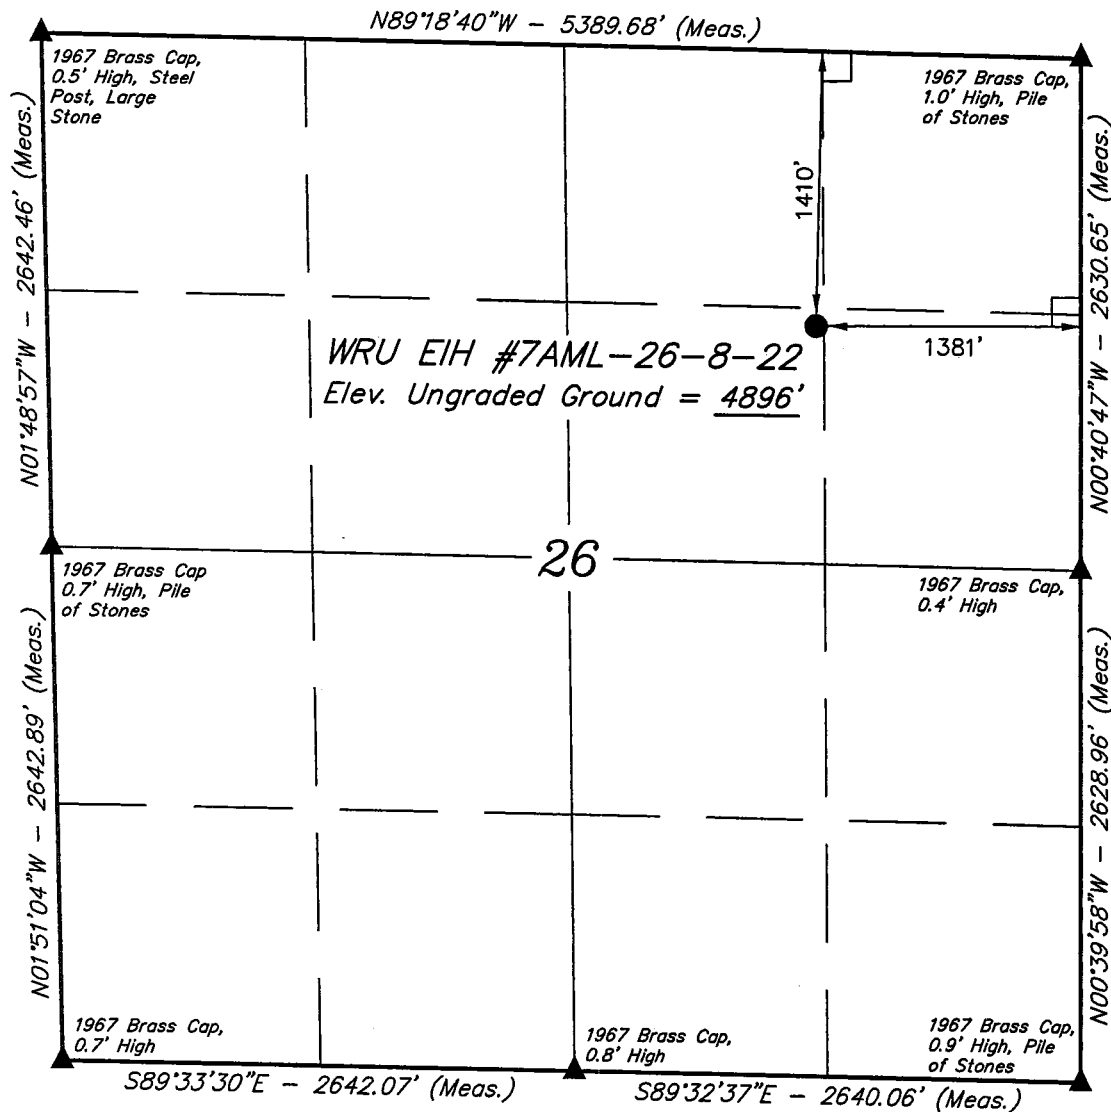 N89°18'40"W - 5389.68' (Meas.)
1967 Brass Cap,
0.5' High, Steel
Post, Large
Stone
1967 Brass Cap,
1.0' High, Pile
of Stones
N01°48'57"W - 2642.46' (Meas.)
1410'
N00°40'47"W - 2630.65' (Meas.)
1381'
WRU EIH #7AML-26-8-22
Elev. Ungraded Ground = 4896'
26
1967 Brass Cap
0.7' High, Pile
of Stones
1967 Brass Cap,
0.4' High
N01°51'04"W - 2642.89' (Meas.)
N00°39'58"W - 2628.96' (Meas.)
1967 Brass Cap,
0.7' High
1967 Brass Cap,
0.8' High
1967 Brass Cap,
0.9' High, Pile
of Stones
S89°33'30"E - 2642.07' (Meas.)
S89°32'37"E - 2640.06' (Meas.)